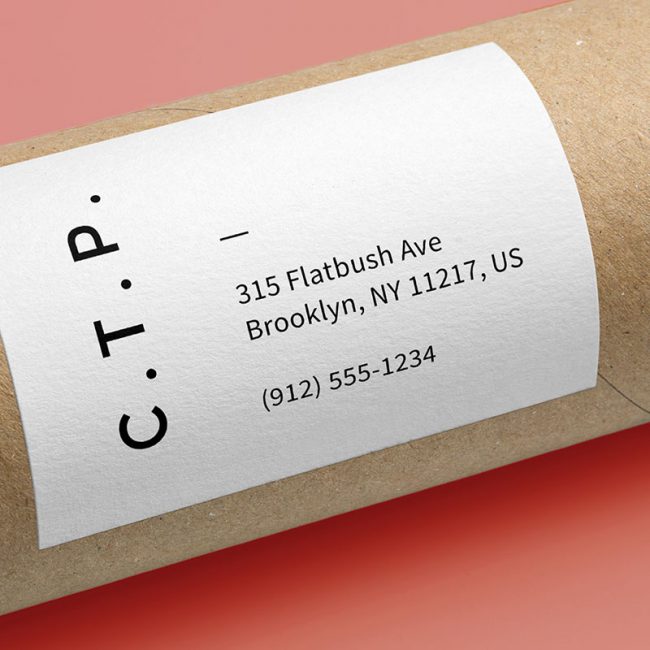 C.T.P.
—
315 Flatbush Ave
Brooklyn, NY 11217, US
(912) 555-1234